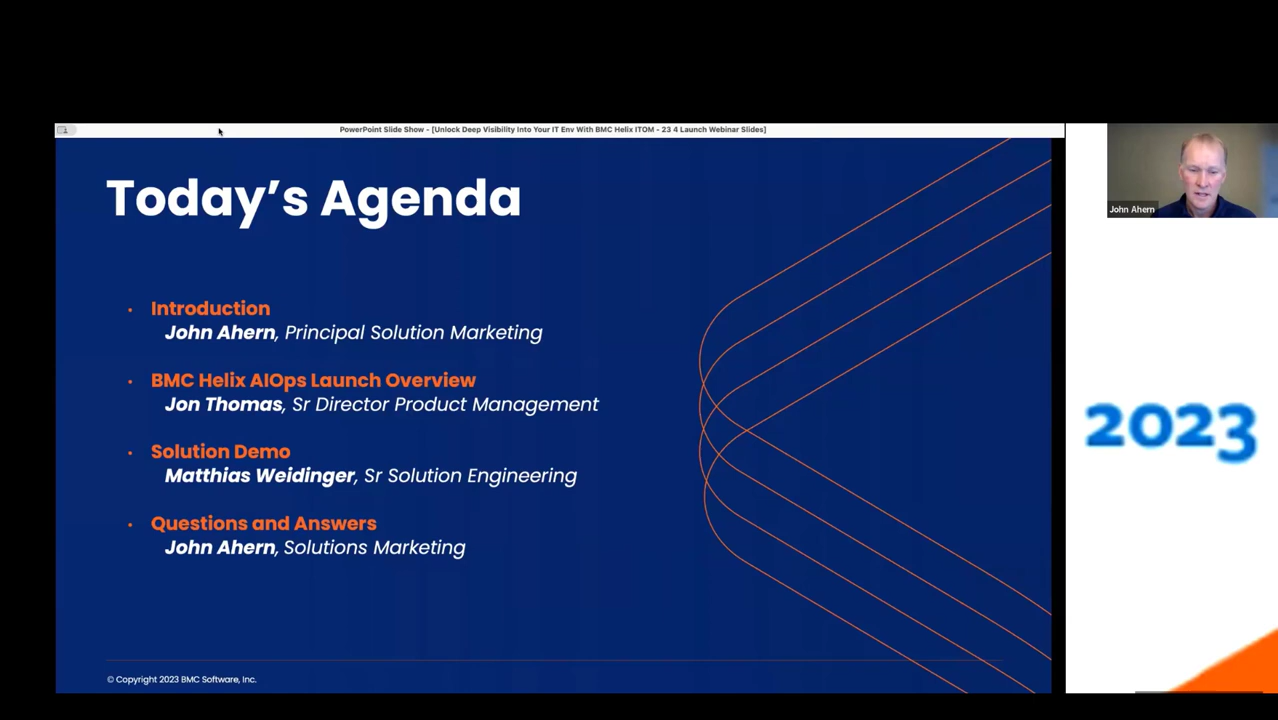 PowerPoint Slide Show - [Unlock Deep Visibility Into Your IT Env With BMC Helix ITOM - 23 4 Launch Webinar Slides]
Today’s Agenda
• Introduction
John Ahern, Principal Solution Marketing
• BMC Helix AIOps Launch Overview
Jon Thomas, Sr Director Product Management
• Solution Demo
Matthias Weidinger, Sr Solution Engineering
• Questions and Answers
John Ahern, Solutions Marketing
© Copyright 2023 BMC Software, Inc.
John Ahern
2023